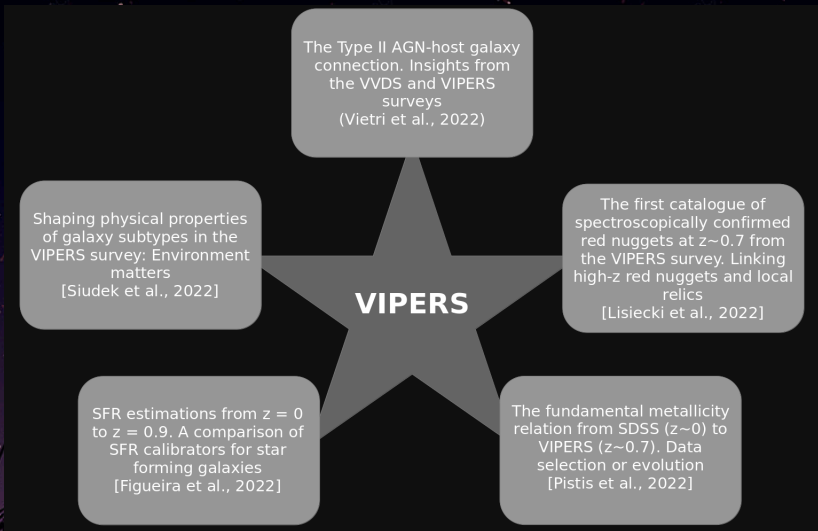 The Type II AGN-host galaxy
connection. Insights from
the VVDS and VIPERS
surveys
(Vietri et al., 2022)
Shaping physical properties
of galaxy subtypes in the
VIPERS survey: Environment
matters
[Siudek et al., 2022]
The first catalogue of
spectroscopically confirmed
red nuggets at z~0.7 from
the VIPERS survey. Linking
high-z red nuggets and local
relics
[Lisiecki et al., 2022]
VIPERS
SFR estimations from z = 0
to z = 0.9. A comparison of
SFR calibrators for star
forming galaxies
[Figueira et al., 2022]
The fundamental metallicity
relation from SDSS (z~0) to
VIPERS (z~0.7). Data
selection or evolution
[Pistis et al., 2022]